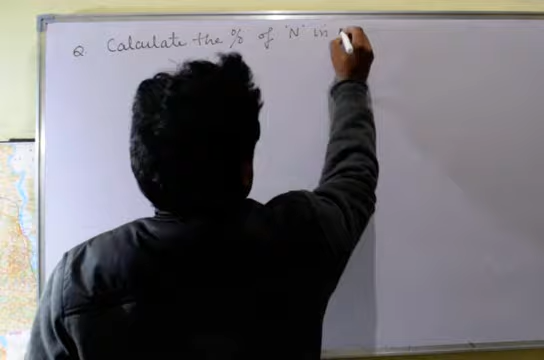 Q. Calculate the % of 'N' in